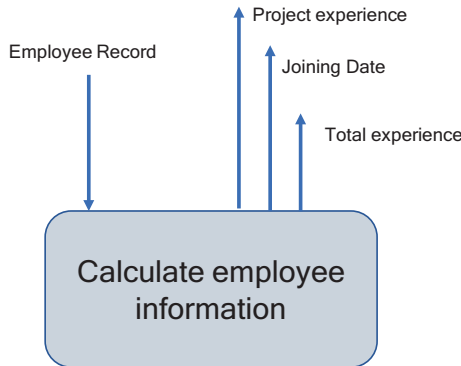 Project experience
Employee Record
Joining Date
Total experience
Calculate employee
information